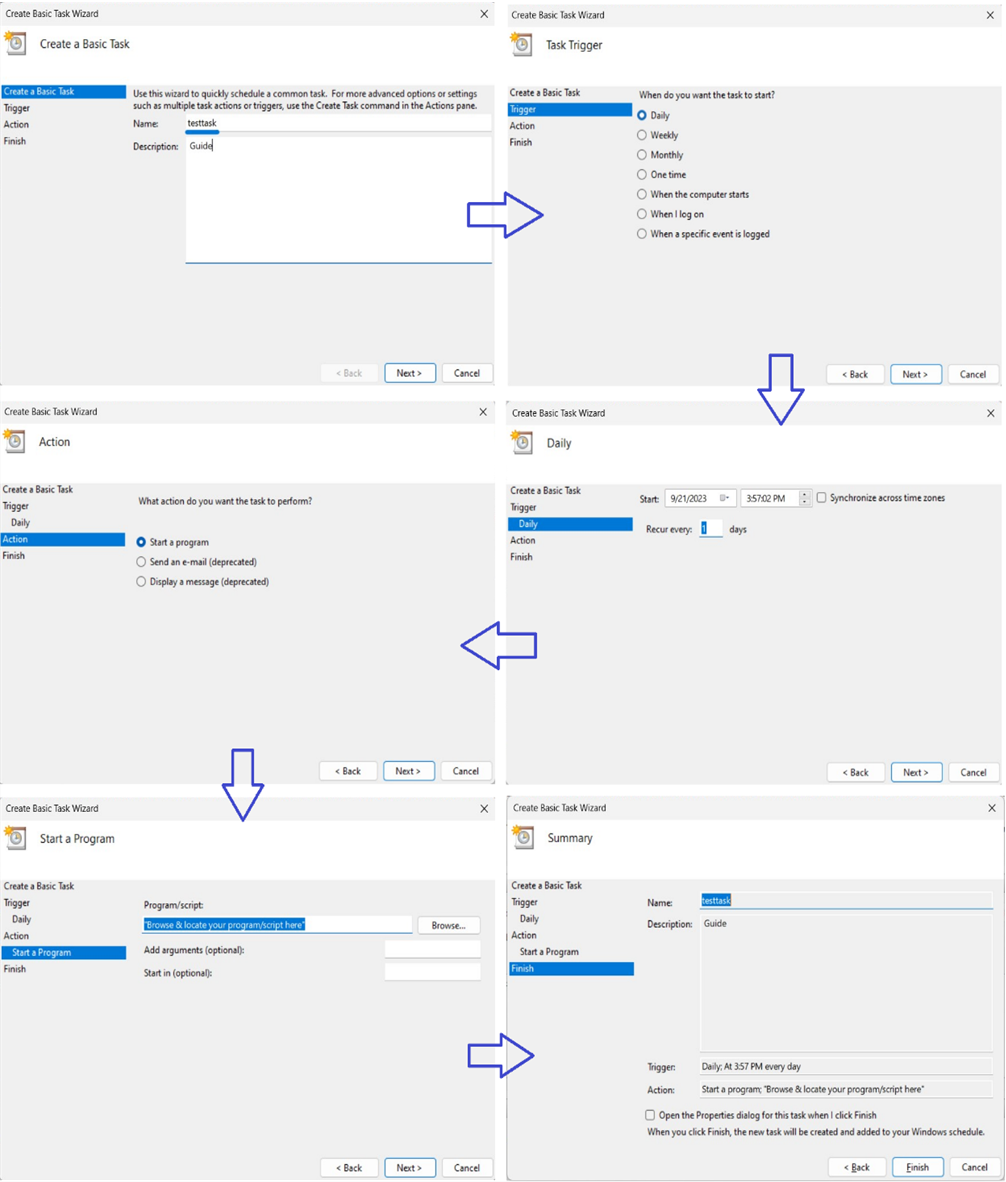 Create Basic Task Wizard
Create a Basic Task
Create a Basic Task
Trigger
Action
Finish
Use this wizard to quickly schedule a common task. For more advanced options or settings
such as multiple task actions or triggers, use the Create Task command in the Actions pane.
Name: testtask
Description: Guide
< Back Next > Cancel
Create Basic Task Wizard
Task Trigger
Create a Basic Task
Trigger
Action
Finish
When do you want the task to start?
Daily
Weekly
Monthly
One time
When the computer starts
When I log on
When a specific event is logged
< Back Next > Cancel
Create Basic Task Wizard
Daily
Create a Basic Task
Trigger
Daily
Action
Finish
Start: 9/21/2023 3:57:02 PM Synchronize across time zones
Recur every: 1 days
< Back Next > Cancel
Create Basic Task Wizard
Action
Create a Basic Task
Trigger
Daily
Action
Finish
What action do you want the task to perform?
Start a program
Send an e-mail (deprecated)
Display a message (deprecated)
< Back Next > Cancel
Create Basic Task Wizard
Start a Program
Create a Basic Task
Trigger
Daily
Action
Start a Program
Finish
Program/script:
"Browse & locate your program/script here" Browse...
Add arguments (optional):
Start in (optional):
< Back Next > Cancel
Create Basic Task Wizard
Summary
Create a Basic Task
Trigger
Daily
Action
Start a Program
Finish
Name: testtask
Description: Guide
Trigger: Daily; At 3:57 PM every day
Action: Start a program; "Browse & locate your program/script here"
Open the Properties dialog for this task when I click Finish
When you click Finish, the new task will be created and added to your Windows schedule.
< Back Finish Cancel